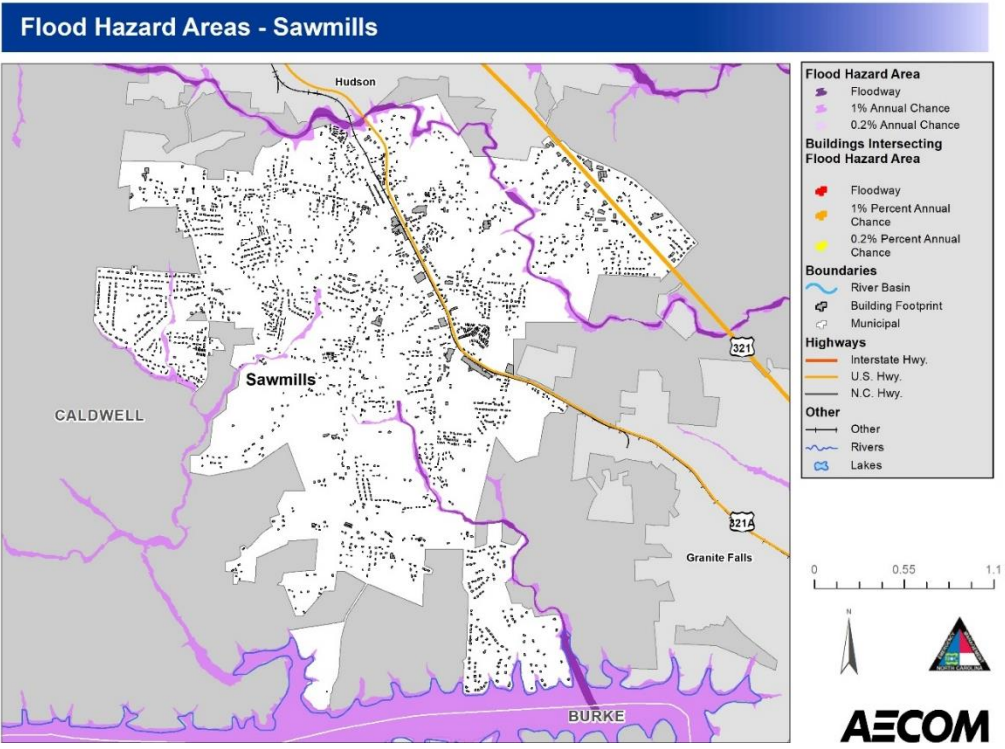 Flood Hazard Areas - Sawmills
Hudson
Sawmills
CALDWELL
321
321A
Granite Falls
BURKE
Flood Hazard Area
Floodway
1% Annual Chance
0.2% Annual Chance
Buildings Intersecting
Flood Hazard Area
Floodway
1% Percent Annual
Chance
0.2% Percent Annual
Chance
Boundaries
River Basin
Building Footprint
Municipal
Highways
Interstate Hwy.
U.S. Hwy.
N.C. Hwy.
Other
Other
Rivers
Lakes
0 0.55 1.1
N
NORTH CAROLINA
AECOM